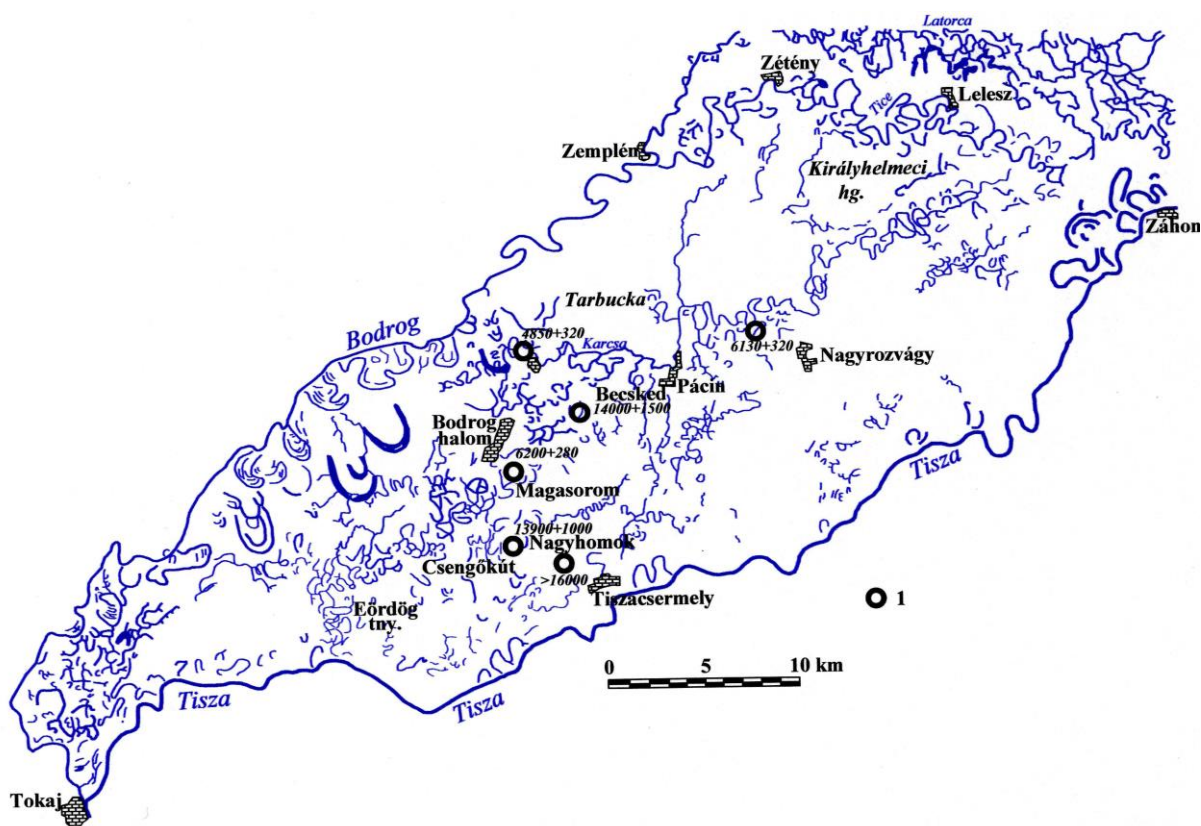 Latorca
Zétény
Lelesz
Tice
Zemplén
Királyhelmeci
hg.
Záhon
Tarbucka
Bodrog
4850+320
Karcsa
6130+320
Nagyrozvágy
Pácin
Becsked
14000+1500
Bodrog
halom
6200+280
Magasorom
Tisza
13900+1000
Nagyhomok
Csengőkút
>16000
Tiszacsermely
1
Eördög
tny.
0 5 10 km
Tisza
Tisza
Tokaj